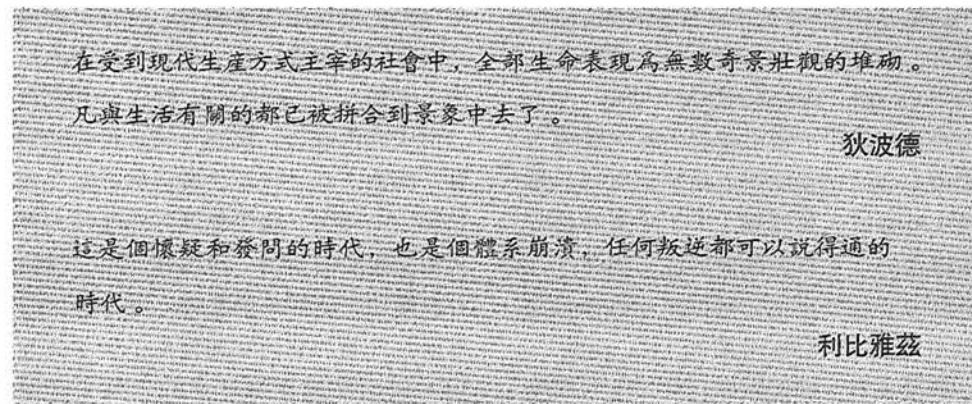 在受到現代生産方式主宰的社會中，全部生命表現爲無數奇景壯觀的堆砌。
凡與生活有關的都已被拼合到景象中去了。
狄波德
這是個懷疑和發問的時代，也是個體系崩潰，任何叛逆都可以説得通的
時代。
利比雅茲